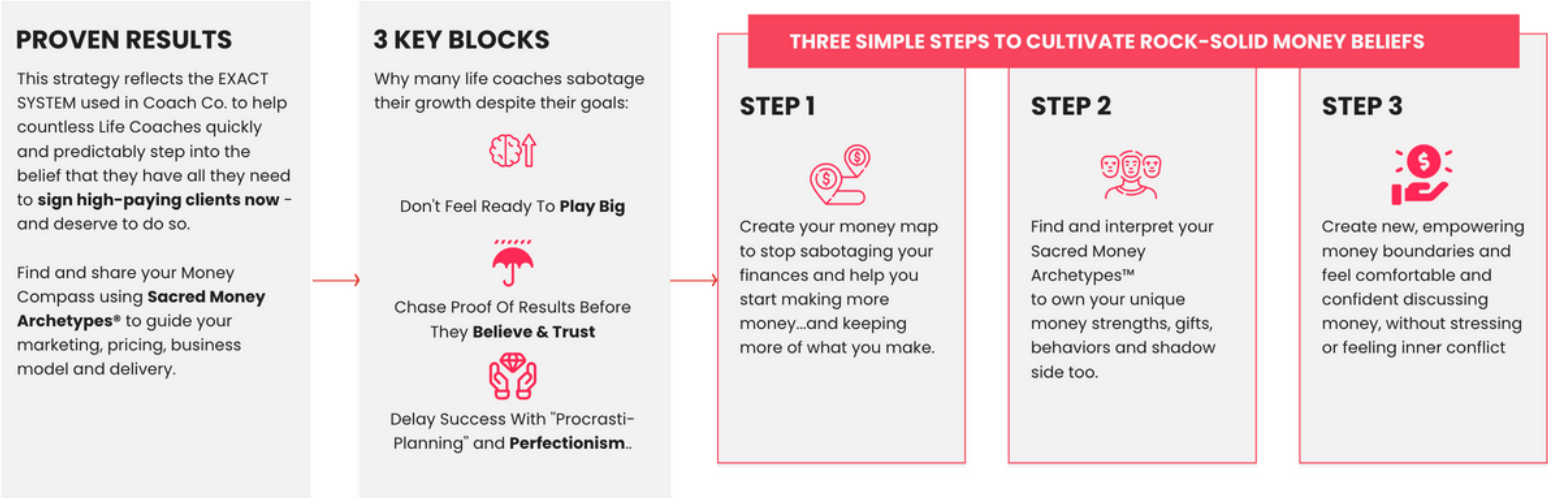 PROVEN RESULTS
This strategy reflects the EXACT
SYSTEM used in Coach Co. to help
countless Life Coaches quickly
and predictably step into the
belief that they have all they need
to sign high-paying clients now -
and deserve to do so.
Find and share your Money
Compass using Sacred Money
Archetypes® to guide your
marketing, pricing, business
model and delivery.
3 KEY BLOCKS
Why many life coaches sabotage
their growth despite their goals:
Don't Feel Ready To Play Big
Chase Proof Of Results Before
They Believe & Trust
Delay Success With "Procrasti-
Planning" and Perfectionism..
THREE SIMPLE STEPS TO CULTIVATE ROCK-SOLID MONEY BELIEFS
STEP 1
$
$
Create your money map
to stop sabotaging your
finances and help you
start making more
money...and keeping
more of what you make.
STEP 2
Find and interpret your
Sacred Money
Archetypes™
to own your unique
money strengths, gifts,
behaviors and shadow
side too.
STEP 3
$
Create new, empowering
money boundaries and
feel comfortable and
confident discussing
money, without stressing
or feeling inner conflict